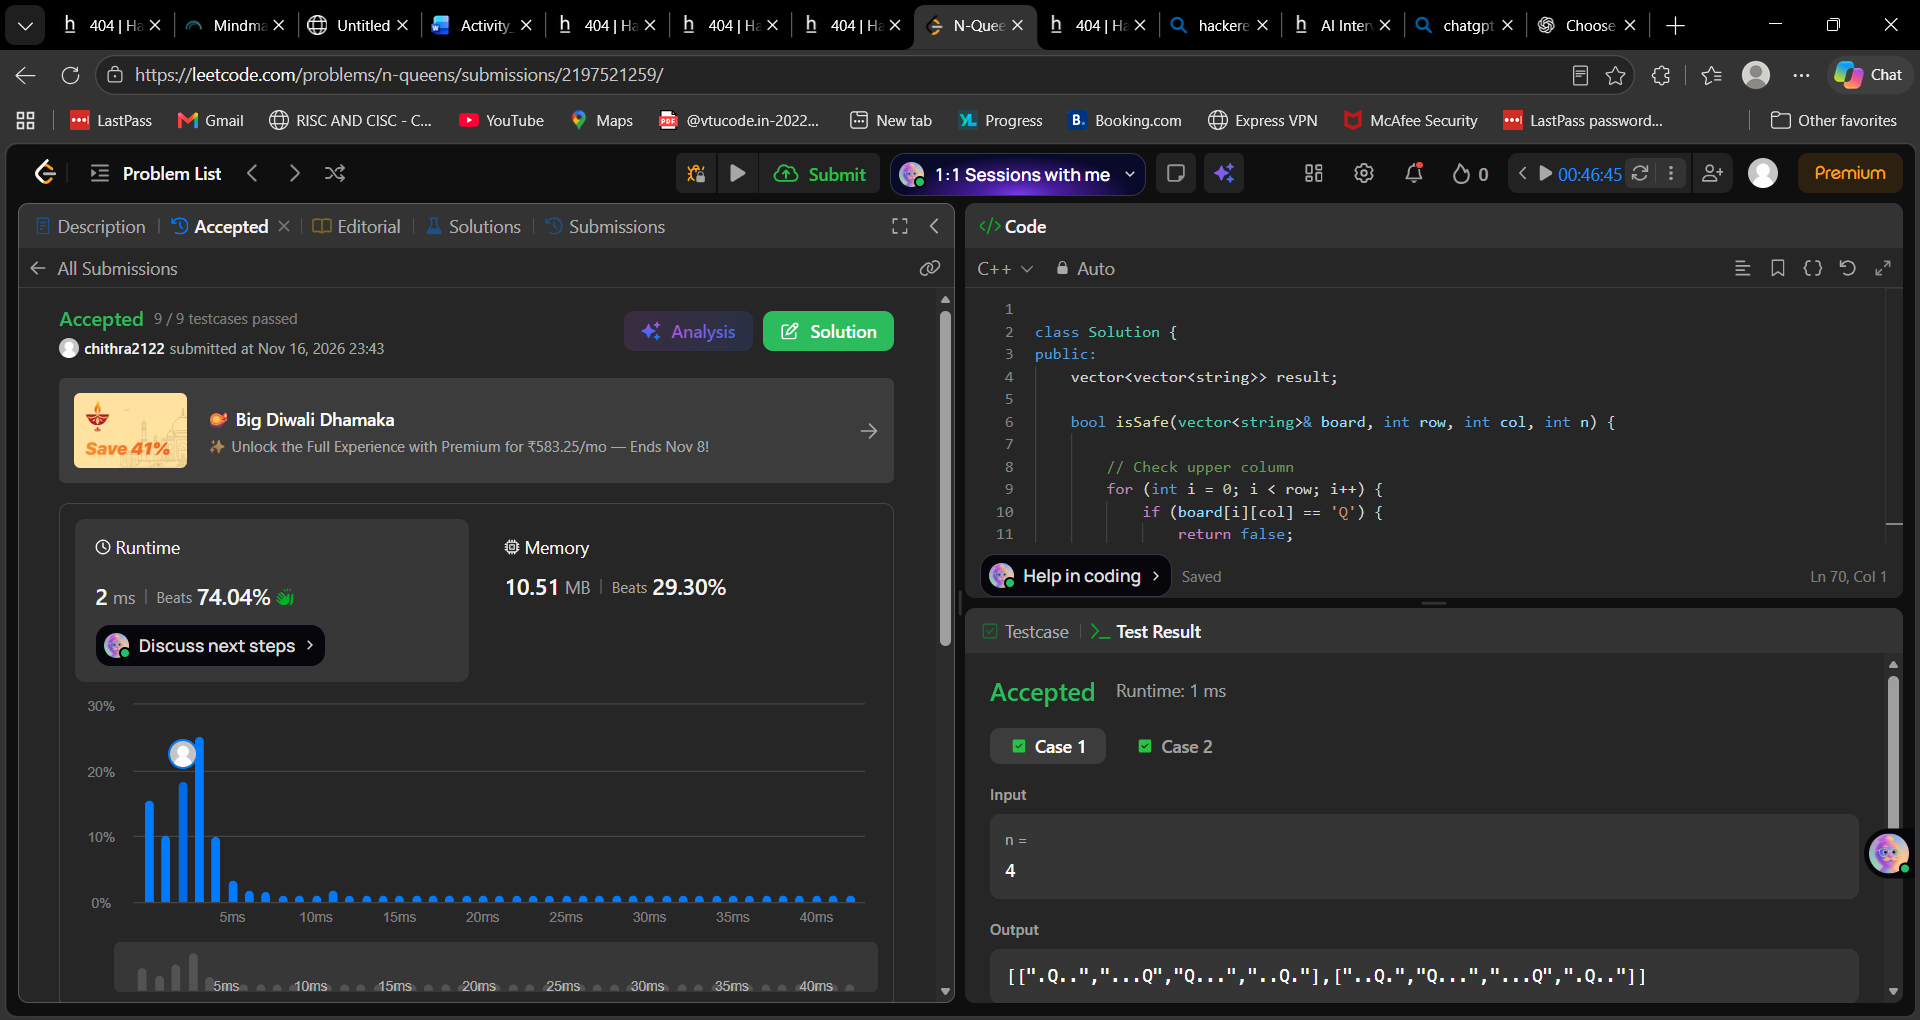 404 | Ha
Mindma
Untitled
Activity_
404 | Ha
404 | Ha
404 | Ha
N-Quee
404 | Ha
hackere
AI Inter
chatgpt
Choose
https://leetcode.com/problems/n-queens/submissions/2197521259/
Chat
LastPass
Gmail
RISC AND CISC - C...
YouTube
Maps
@vtucode.in-2022...
New tab
Progress
Booking.com
Express VPN
McAfee Security
LastPass password...
Other favorites
Problem List
Submit
1:1 Sessions with me
0
00:46:45
Premium
Description
Accepted
Editorial
Solutions
Submissions
All Submissions
Accepted 9 / 9 testcases passed
chithra2122 submitted at Nov 16, 2026 23:43
Analysis
Solution
Save 41%
Big Diwali Dhamaka
Unlock the Full Experience with Premium for ₹583.25/mo — Ends Nov 8!
Runtime
2 ms | Beats 74.04%
Discuss next steps
Memory
10.51 MB | Beats 29.30%
30%
20%
10%
0%
5ms 10ms 15ms 20ms 25ms 30ms 35ms 40ms
5ms 10ms 15ms 20ms 25ms 30ms 35ms 40ms
Code
C++ Auto
1
2 class Solution {
3 public:
4 vector<vector<string>> result;
5
6 bool isSafe(vector<string>& board, int row, int col, int n) {
7
8 // Check upper column
9 for (int i = 0; i < row; i++) {
10 if (board[i][col] == 'Q') {
11 return false;
Help in coding
Saved
Ln 70, Col 1
Testcase
Test Result
Accepted Runtime: 1 ms
Case 1 Case 2
Input
n =
4
Output
[[".Q..","...Q","Q...","..Q."],["..Q.","Q...","...Q",".Q.."]]